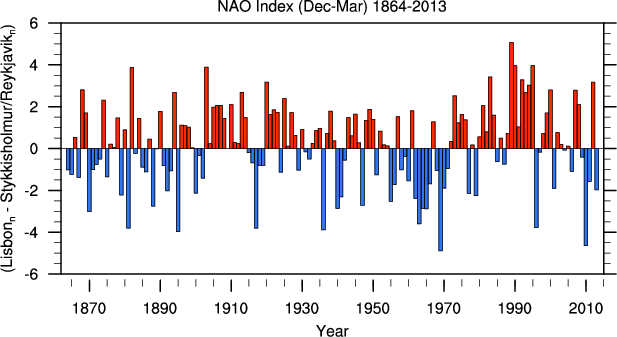 NAO Index (Dec-Mar) 1864-2013
(Lisbonₙ - Stykkisholmur/Reykjavikₙ)
6
4
2
0
-2
-4
-6
1870 1890 1910 1930 1950 1970 1990 2010
Year